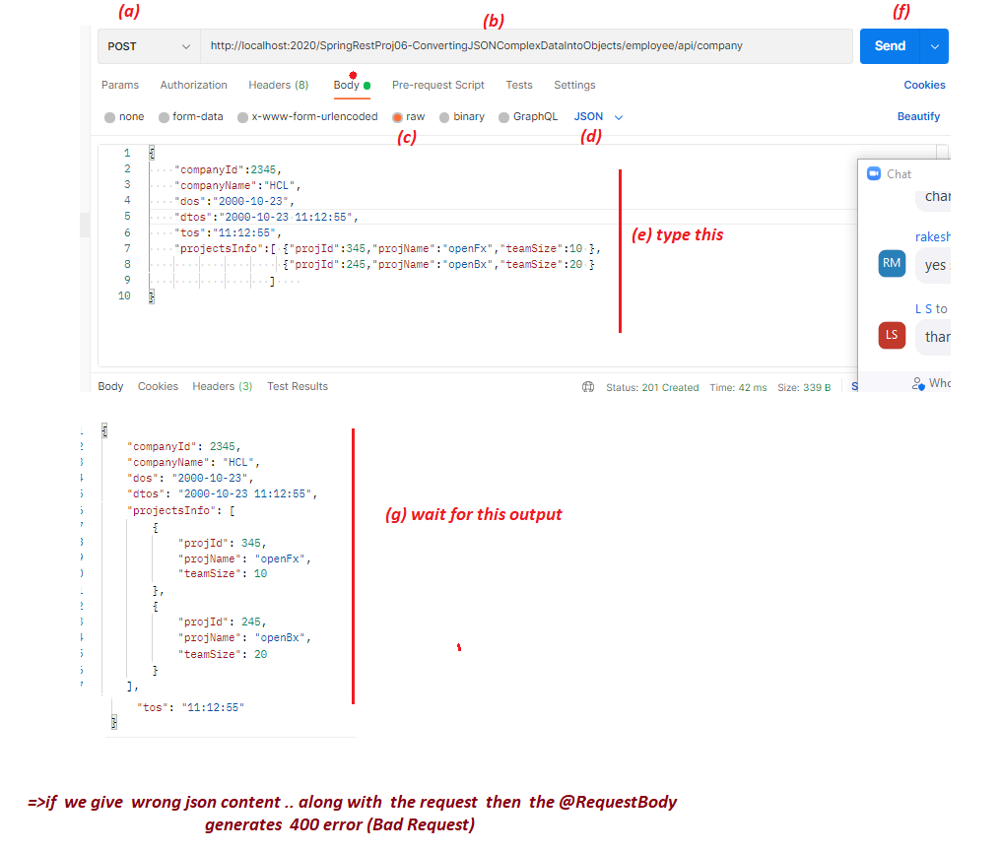 (a)
(b)
(f)
POST
http://localhost:2020/SpringRestProj06-ConvertingJSONComplexDataIntoObjects/employee/api/company
Send
Params Authorization Headers (8) Body Pre-request Script Tests Settings Cookies
none form-data x-www-form-urlencoded raw binary GraphQL JSON Beautify
(c)
(d)
1 {
2 "companyId":2345,
3 "companyName":"HCL",
4 "dos":"2000-10-23",
5 "dtos":"2000-10-23 11:12:55",
6 "tos":"11:12:55",
7 "projectsInfo":[ {"projId":345,"projName":"openFx","teamSize":10 },
8 {"projId":245,"projName":"openBx","teamSize":20 }
9 ]
10 }
(e) type this
Chat
rakesh
RM yes
L S to
LS
Body Cookies Headers (3) Test Results
Status: 201 Created Time: 42 ms Size: 339 B
{
"companyId": 2345,
"companyName": "HCL",
"dos": "2000-10-23",
"dtos": "2000-10-23 11:12:55",
"projectsInfo": [
{
"projId": 345,
"projName": "openFx",
"teamSize": 10
},
{
"projId": 245,
"projName": "openBx",
"teamSize": 20
}
],
"tos": "11:12:55"
}
(g) wait for this output
=>if we give wrong json content .. along with the request then the @RequestBody
generates 400 error (Bad Request)